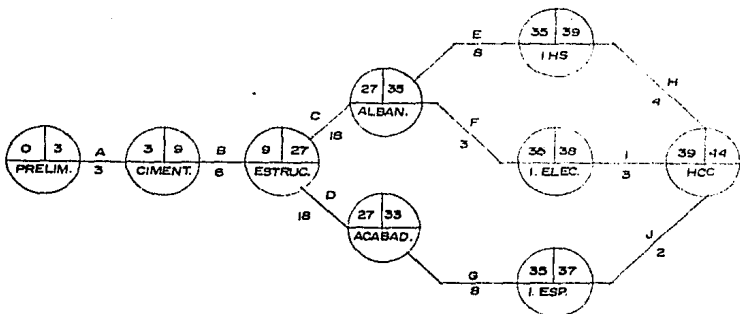 E
8
35 39
I HS
H
4
27 35
ALBAN.
C
18
F
3
0 3
PRELIM.
A
3
3 9
CIMENT.
B
6
9 27
ESTRUC.
36 38
I. ELEC.
I
3
39 44
HCC
D
18
27 33
ACABAD.
G
8
35 37
I. ESP.
J
2